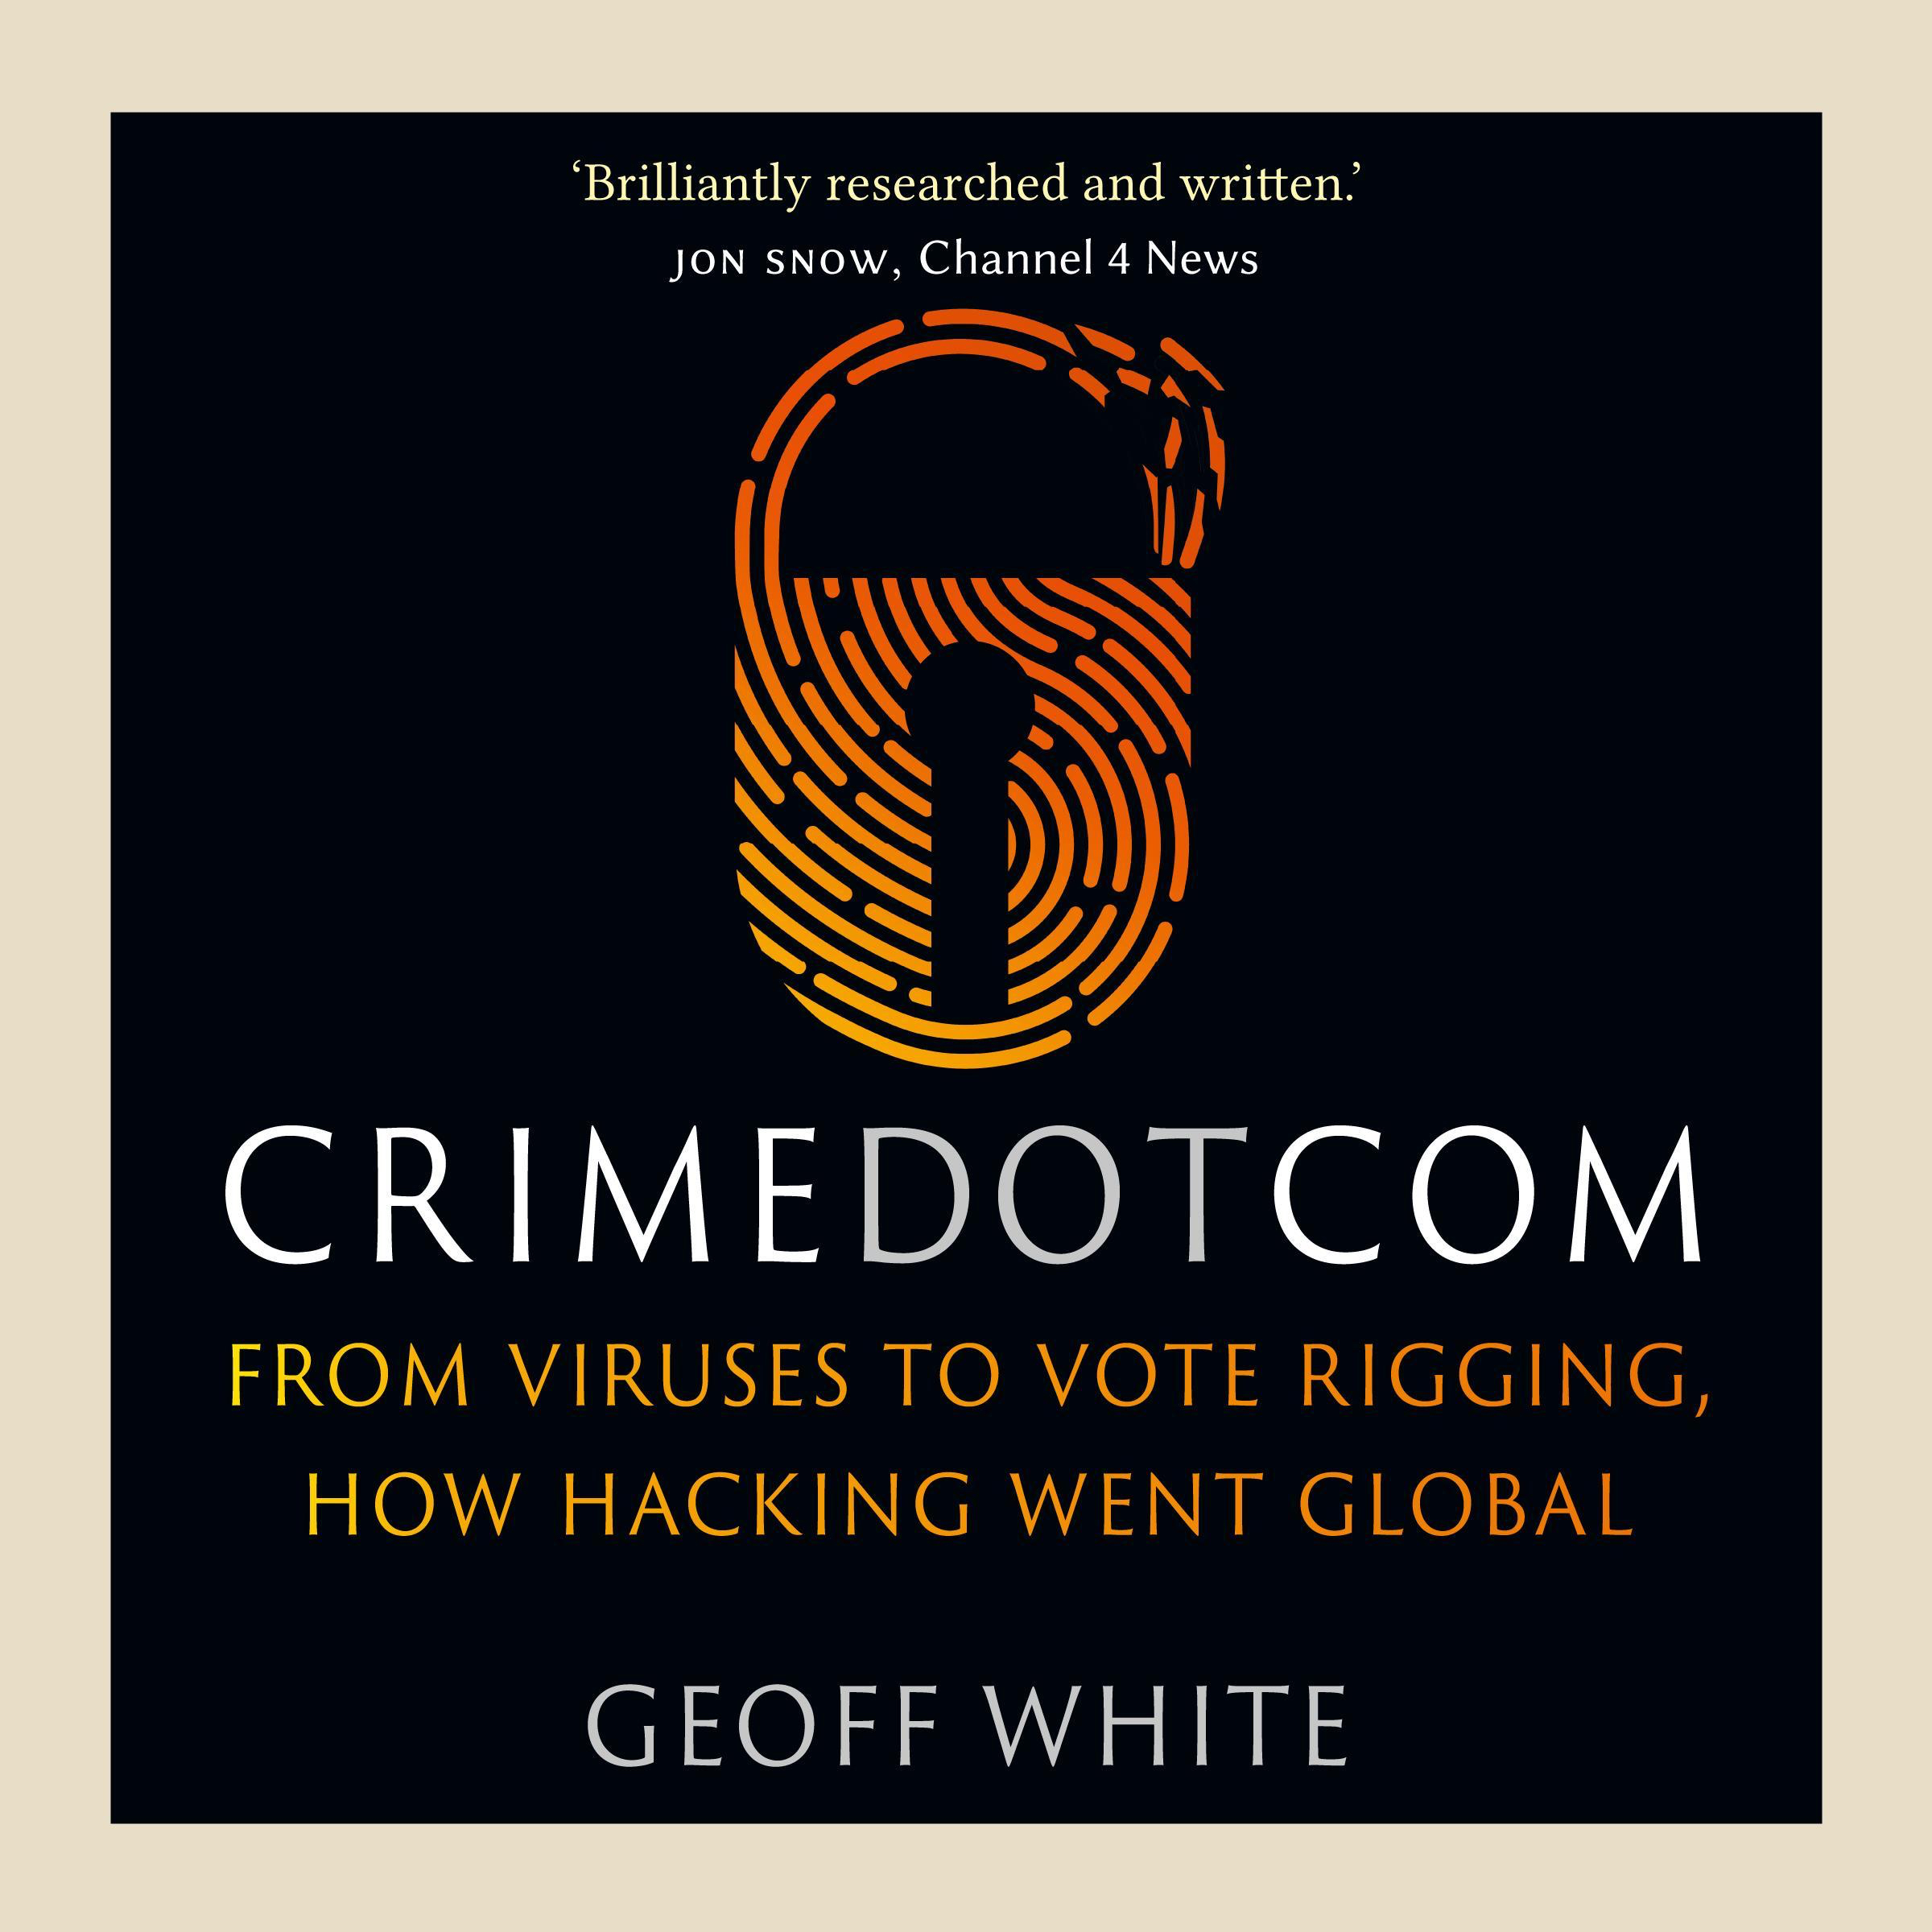 ‘Brilliantly researched and written.’
JON SNOW, Channel 4 News
CRIMEDOTCOM
FROM VIRUSES TO VOTE RIGGING,
HOW HACKING WENT GLOBAL
GEOFF WHITE